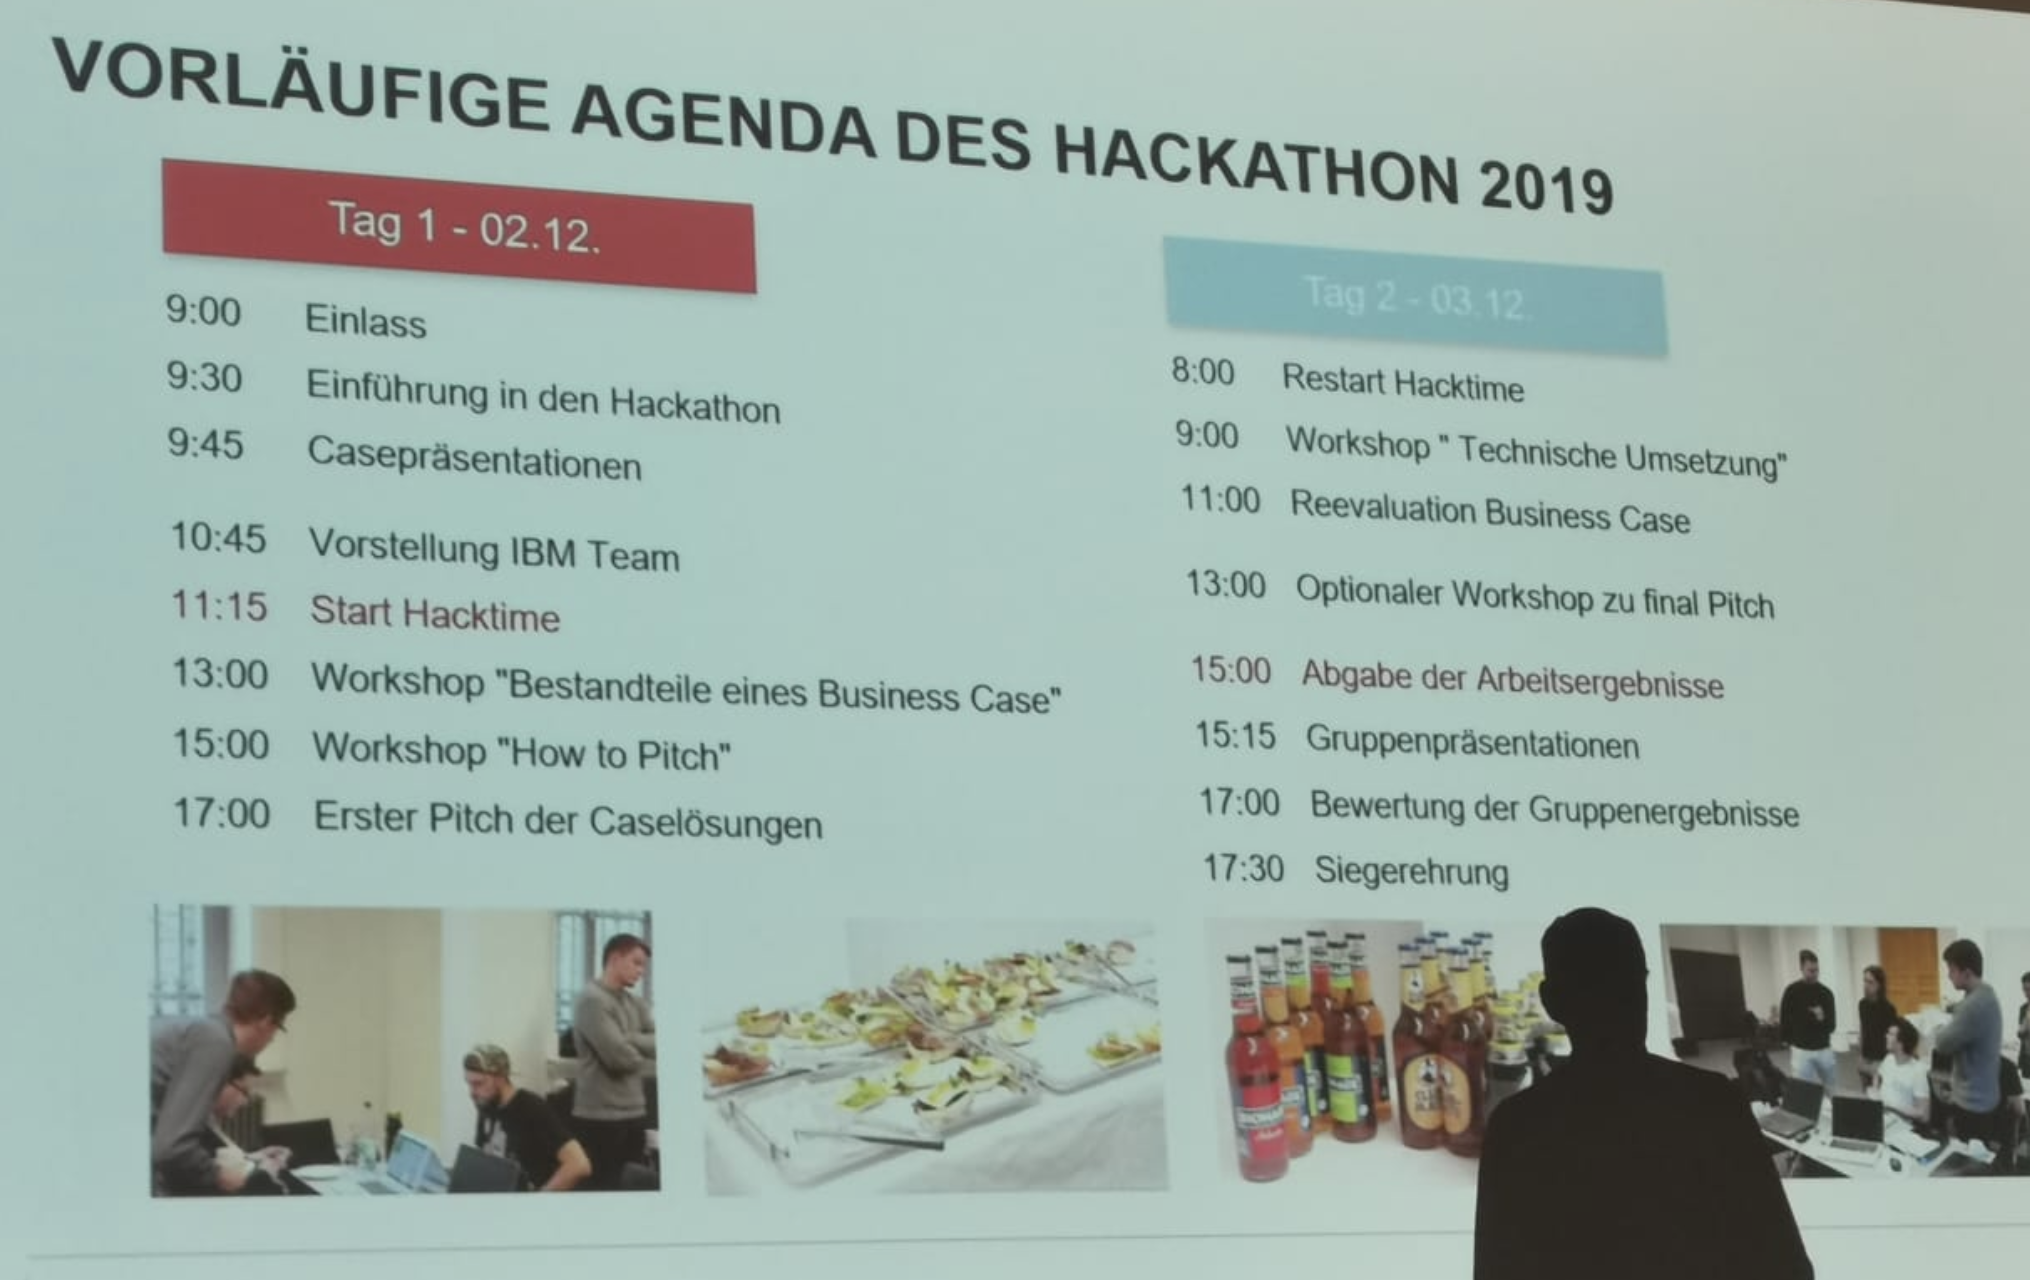 VORLÄUFIGE AGENDA DES HACKATHON 2019
Tag 1 - 02.12.
9:00 Einlass
9:30 Einführung in den Hackathon
9:45 Casepräsentationen
10:45 Vorstellung IBM Team
11:15 Start Hacktime
13:00 Workshop "Bestandteile eines Business Case"
15:00 Workshop "How to Pitch"
17:00 Erster Pitch der Caselösungen
Tag 2 - 03.12.
8:00 Restart Hacktime
9:00 Workshop " Technische Umsetzung"
11:00 Reevaluation Business Case
13:00 Optionaler Workshop zu final Pitch
15:00 Abgabe der Arbeitsergebnisse
15:15 Gruppenpräsentationen
17:00 Bewertung der Gruppenergebnisse
17:30 Siegerehrung